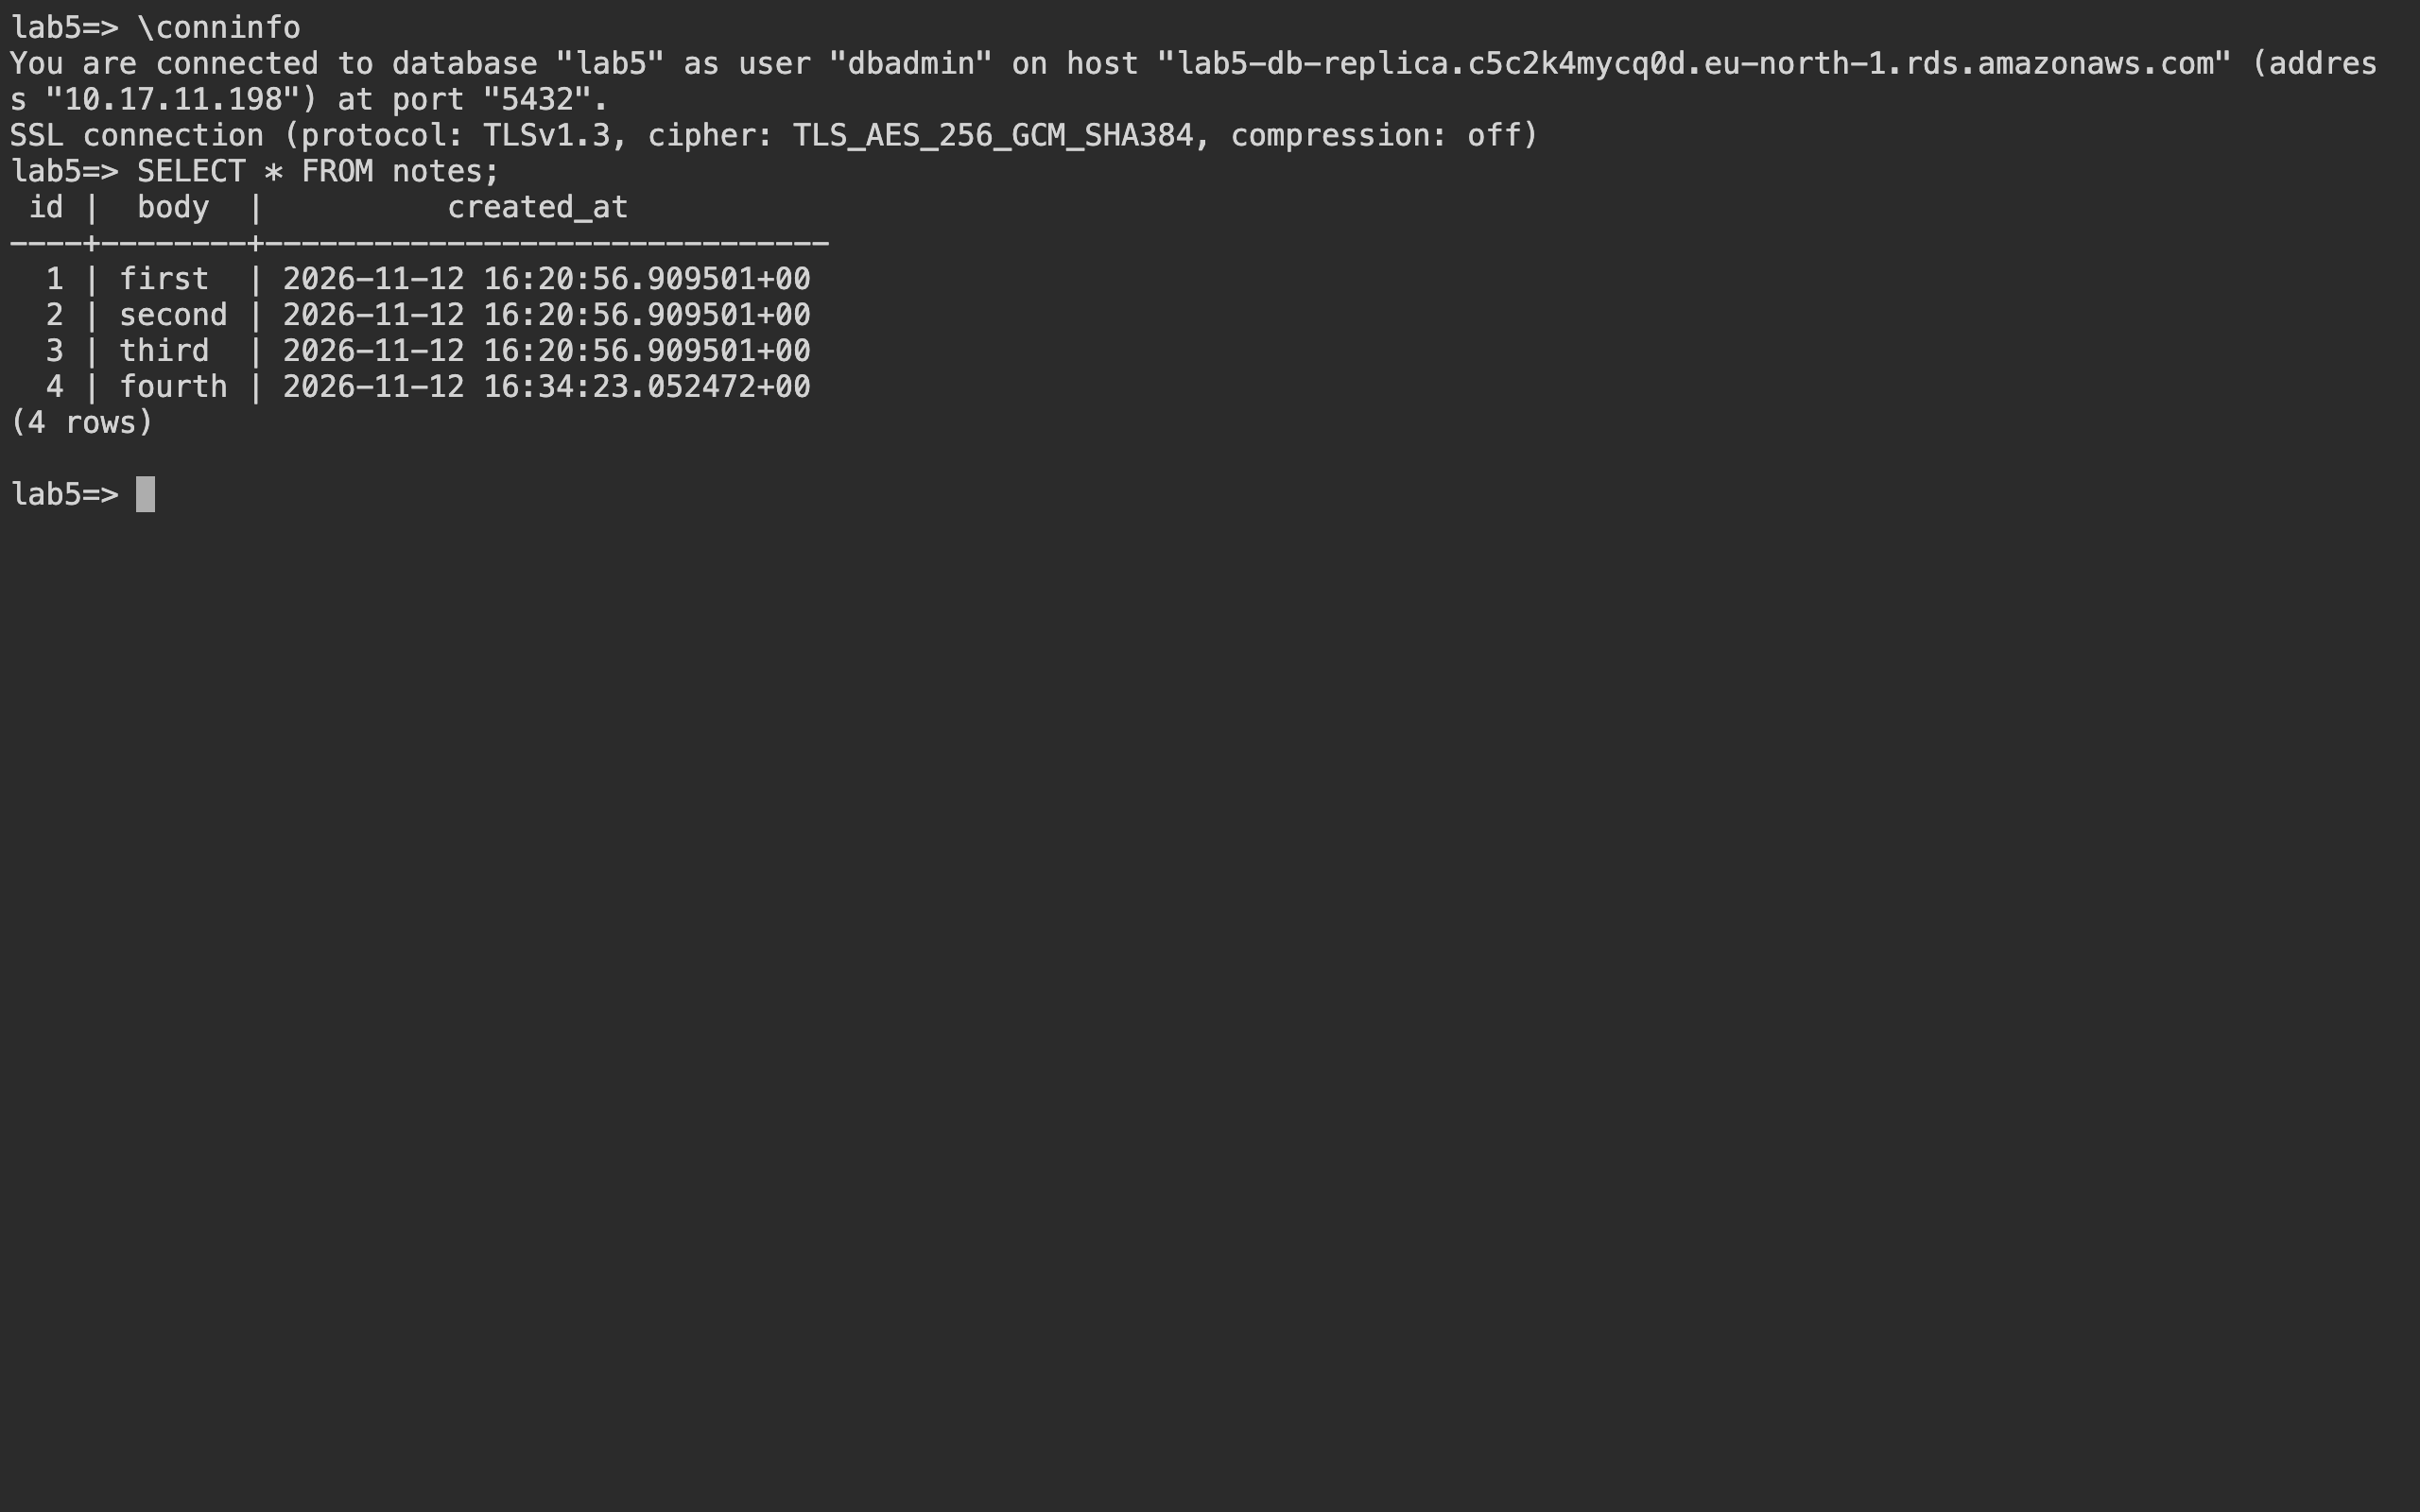 lab5=> \conninfo
You are connected to database "lab5" as user "dbadmin" on host "lab5-db-replica.c5c2k4mycq0d.eu-north-1.rds.amazonaws.com" (addres
s "10.17.11.198") at port "5432".
SSL connection (protocol: TLSv1.3, cipher: TLS_AES_256_GCM_SHA384, compression: off)
lab5=> SELECT * FROM notes;
 id |  body  |          created_at
----+--------+-------------------------------
  1 | first  | 2026-11-12 16:20:56.909501+00
  2 | second | 2026-11-12 16:20:56.909501+00
  3 | third  | 2026-11-12 16:20:56.909501+00
  4 | fourth | 2026-11-12 16:34:23.052472+00
(4 rows)
lab5=>